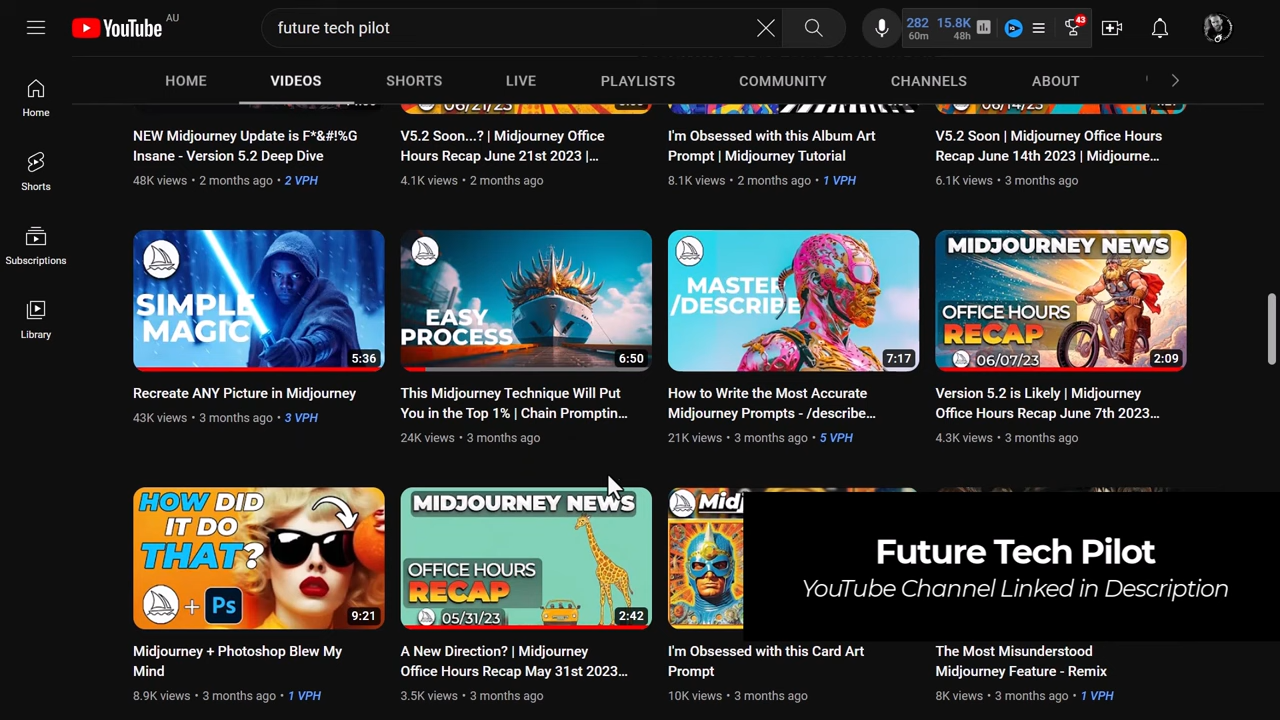 YouTube AU
future tech pilot
282 15.8K
60m 48h
43
HOME VIDEOS SHORTS LIVE PLAYLISTS COMMUNITY CHANNELS ABOUT
Home
Shorts
Subscriptions
Library
NEW Midjourney Update is F*&#!%G
Insane - Version 5.2 Deep Dive
48K views • 2 months ago • 2 VPH
06/21/23
V5.2 Soon...? | Midjourney Office
Hours Recap June 21st 2023 |...
4.1K views • 2 months ago
I'm Obsessed with this Album Art
Prompt | Midjourney Tutorial
8.1K views • 2 months ago • 1 VPH
06/14/23
V5.2 Soon | Midjourney Office Hours
Recap June 14th 2023 | Midjourne...
6.1K views • 3 months ago
SIMPLE
MAGIC
5:36
Recreate ANY Picture in Midjourney
43K views • 3 months ago • 3 VPH
EASY
PROCESS
6:50
This Midjourney Technique Will Put
You in the Top 1% | Chain Promptin...
24K views • 3 months ago
MASTER
/DESCRIBE
7:17
How to Write the Most Accurate
Midjourney Prompts - /describe...
21K views • 3 months ago • 5 VPH
MIDJOURNEY NEWS
OFFICE HOURS
RECAP
06/07/23
2:09
Version 5.2 is Likely | Midjourney
Office Hours Recap June 7th 2023...
4.3K views • 3 months ago
HOW DID
IT DO
THAT?
+ Ps
9:21
Midjourney + Photoshop Blew My
Mind
8.9K views • 3 months ago • 1 VPH
MIDJOURNEY NEWS
OFFICE HOURS
RECAP
05/31/23
2:42
A New Direction? | Midjourney
Office Hours Recap May 31st 2023...
3.5K views • 3 months ago
Midj
I'm Obsessed with this Card Art
Prompt
10K views • 3 months ago
The Most Misunderstood
Midjourney Feature - Remix
8K views • 3 months ago • 1 VPH
Future Tech Pilot
YouTube Channel Linked in Description